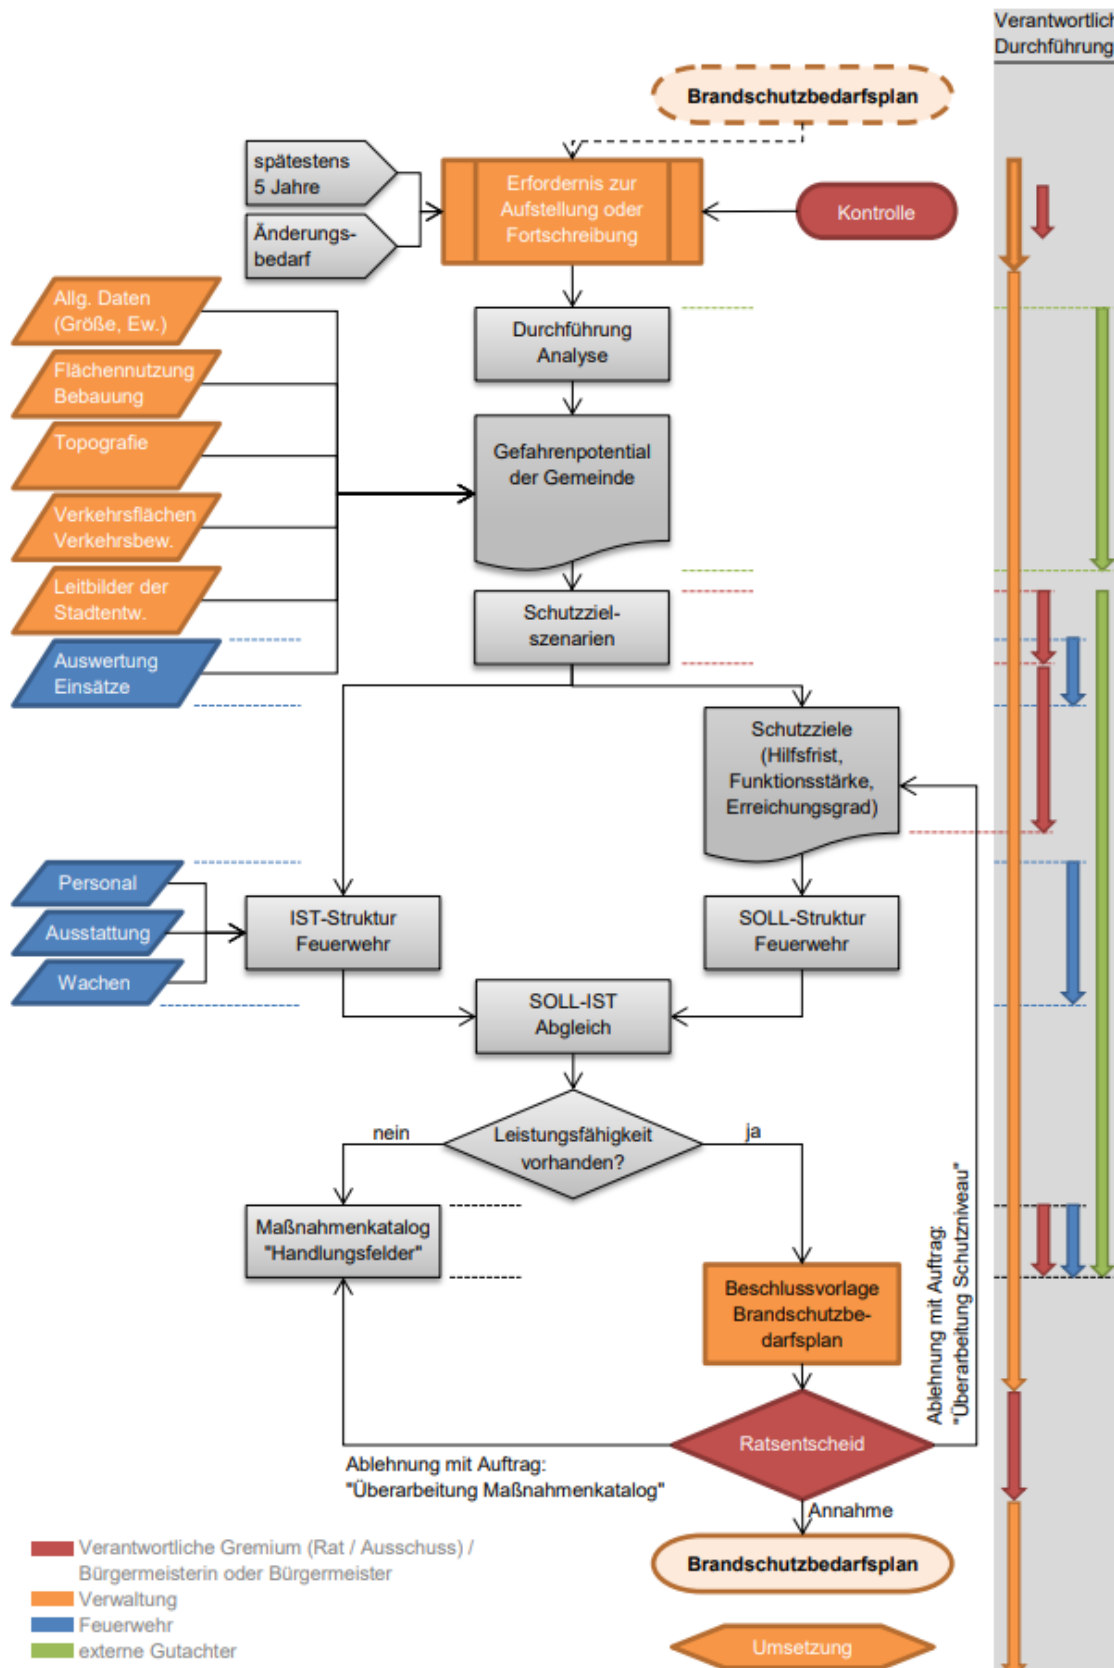 Verantwortlich
Durchführung
Brandschutzbedarfsplan
spätestens
5 Jahre
Änderungs-
bedarf
Erfordernis zur
Aufstellung oder
Fortschreibung
Kontrolle
Allg. Daten
(Größe, Ew.)
Flächennutzung
Bebauung
Topografie
Verkehrsflächen
Verkehrsbew.
Leitbilder der
Stadtentw.
Auswertung
Einsätze
Durchführung
Analyse
Gefahrenpotential
der Gemeinde
Schutzziel-
szenarien
Schutzziele
(Hilfsfrist,
Funktionsstärke,
Erreichungsgrad)
Personal
Ausstattung
Wachen
IST-Struktur
Feuerwehr
SOLL-Struktur
Feuerwehr
SOLL-IST
Abgleich
Leistungsfähigkeit
vorhanden?
nein
ja
Maßnahmenkatalog
"Handlungsfelder"
Beschlussvorlage
Brandschutzbe-
darfsplan
Ablehnung mit Auftrag:
"Überarbeitung Schutzniveau"
Ratsentscheid
Ablehnung mit Auftrag:
"Überarbeitung Maßnahmenkatalog"
Annahme
Brandschutzbedarfsplan
Umsetzung
Verantwortliche Gremium (Rat / Ausschuss) /
Bürgermeisterin oder Bürgermeister
Verwaltung
Feuerwehr
externe Gutachter